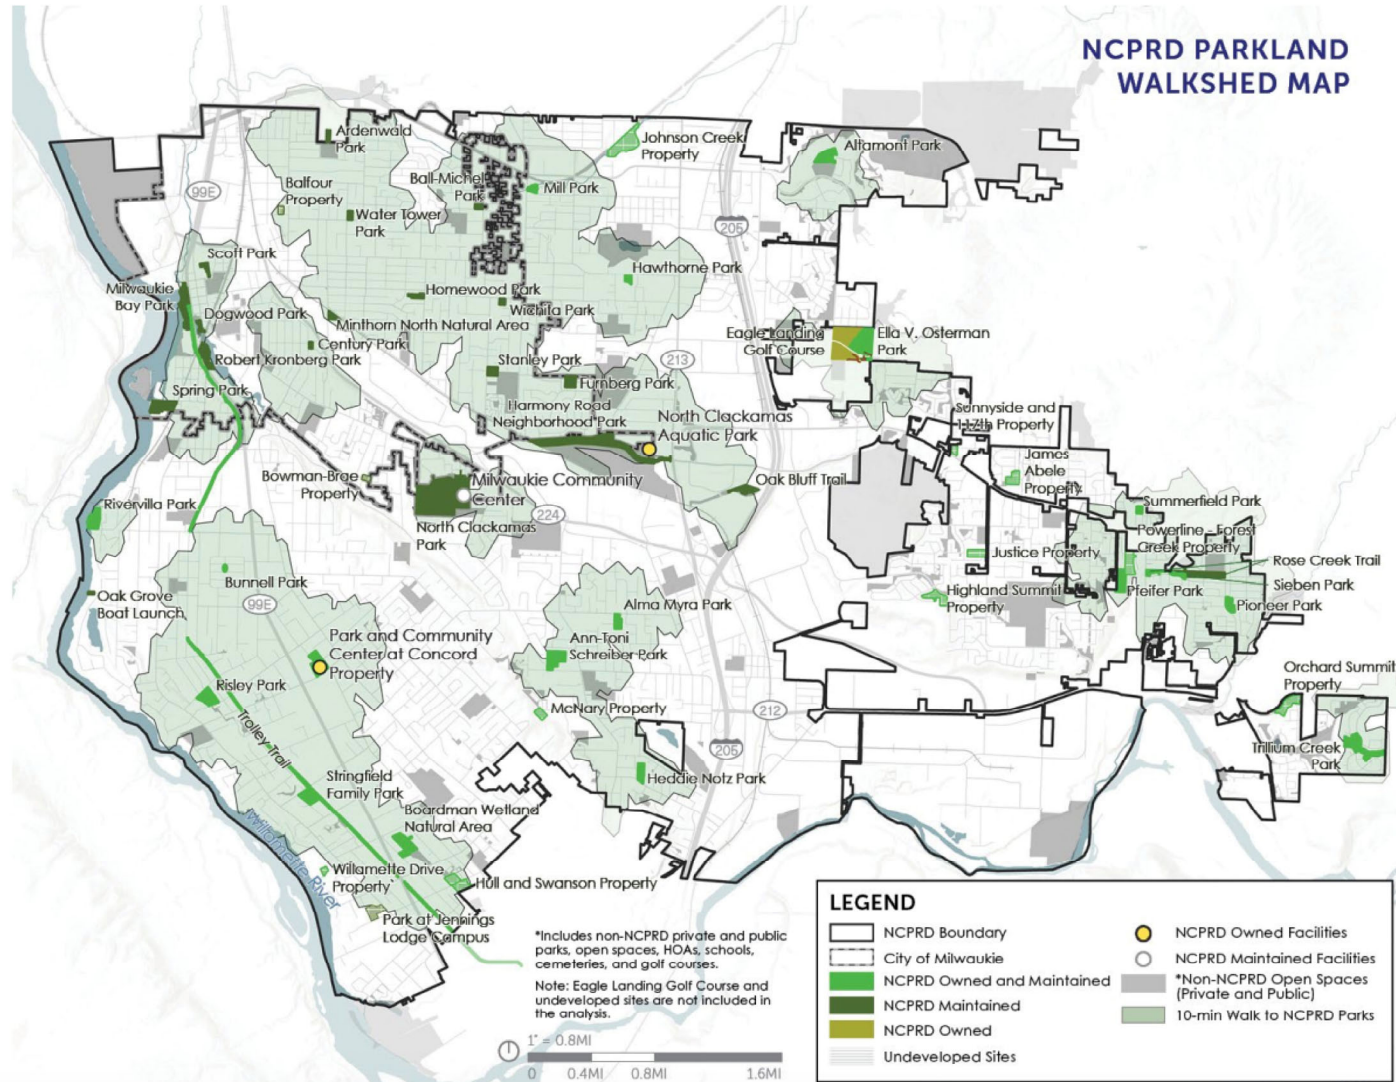 NCPRD PARKLAND
WALKSHED MAP
Ardenwald
Park
Johnson Creek
Property
Altamont Park
99E
Balfour
Property
Ball-Michel
Park
Mill Park
Water Tower
Park
205
Scott Park
Hawthorne Park
Milwaukie
Bay Park
Homewood Park
Wichita Park
Dogwood Park
Minthorn North Natural Area
Century Park
Robert Kronberg Park
Eagle Landing
Golf Course
Ella V. Osterman
Park
Stanley Park
213
Spring Park
Furnberg Park
Harmony Road
Neighborhood Park
North Clackamas
Aquatic Park
Sunnyside and
117th Property
James
Abele
Property
Bowman-Brae
Property
Milwaukie Community
Center
Oak Bluff Trail
Rivervilla Park
North Clackamas
Park
224
Summerfield Park
Powerline - Forest
Creek Property
Justice Property
Rose Creek Trail
Bunnell Park
Sieben Park
Oak Grove
Boat Launch
99E
Highland Summit
Property
Pfeifer Park
Pioneer Park
Alma Myra Park
Park and Community
Center at Concord
Property
Ann-Toni
Schreiber Park
Orchard Summit
Property
Risley Park
McNary Property
212
Trolley Trail
205
Trillium Creek
Park
Stringfield
Family Park
Heddie Notz Park
Boardman Wetland
Natural Area
Willamette River
Willamette Drive
Property
Hull and Swanson Property
Park at Jennings
Lodge Campus
*Includes non-NCPRD private and public
parks, open spaces, HOAs, schools,
cemeteries, and golf courses.
Note: Eagle Landing Golf Course and
undeveloped sites are not included in
the analysis.
1" = 0.8MI
0
0.4MI
0.8MI
1.6MI
LEGEND
NCPRD Boundary
City of Milwaukie
NCPRD Owned and Maintained
NCPRD Maintained
NCPRD Owned
Undeveloped Sites
NCPRD Owned Facilities
NCPRD Maintained Facilities
*Non-NCPRD Open Spaces
(Private and Public)
10-min Walk to NCPRD Parks